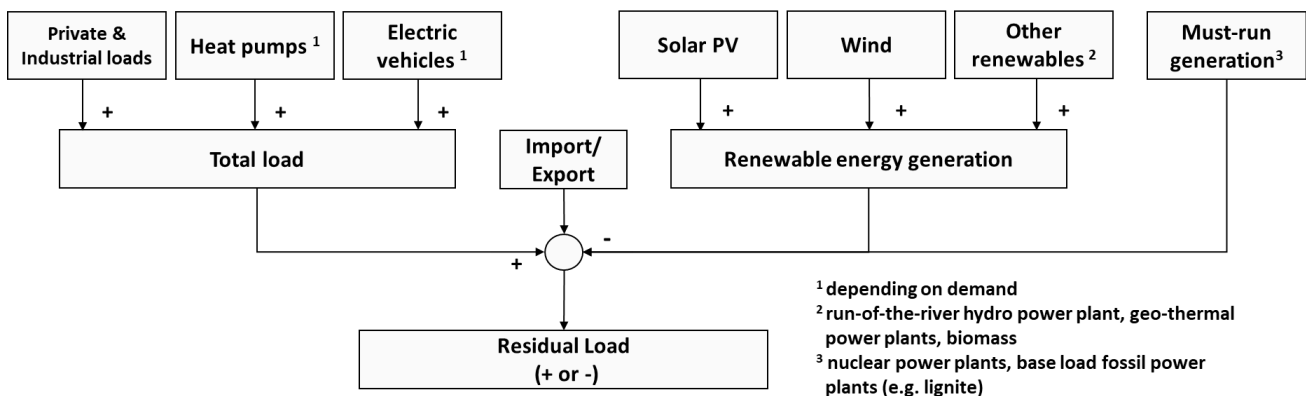 Private &
Industrial loads
Heat pumps ¹
Electric
vehicles ¹
Solar PV
Wind
Other
renewables ²
Must-run
generation³
+
+
+
+
+
+
Total load
Import/
Export
Renewable energy generation
-
+
Residual Load
(+ or -)
¹ depending on demand
² run-of-the-river hydro power plant, geo-thermal
power plants, biomass
³ nuclear power plants, base load fossil power
plants (e.g. lignite)